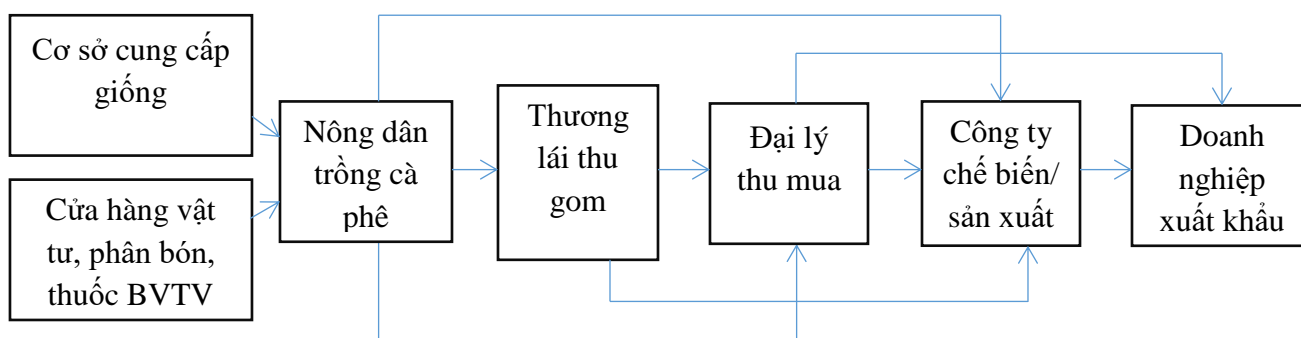 Cơ sở cung cấp
giống
Cửa hàng vật
tư, phân bón,
thuốc BVTV
Nông dân
trồng cà
phê
Thương
lái thu
gom
Đại lý
thu mua
Công ty
chế biến/
sản xuất
Doanh
nghiệp
xuất khẩu